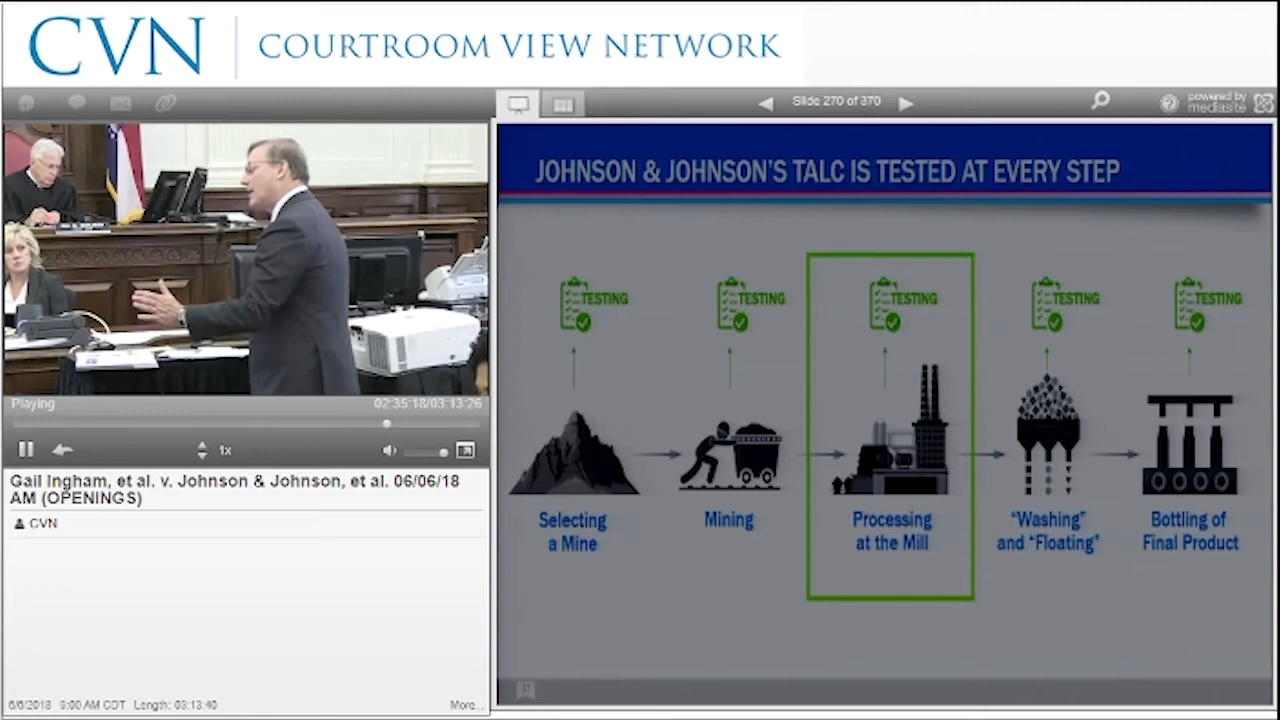 CVN
COURTROOM VIEW NETWORK
Slide 270 of 370
powered by
mediasite
JOHNSON & JOHNSON'S TALC IS TESTED AT EVERY STEP
TESTING
TESTING
TESTING
TESTING
TESTING
Selecting
a Mine
Mining
Processing
at the Mill
"Washing"
and "Floating"
Bottling of
Final Product
37
Playing
02:35:18/03:13:26
1x
Gail Ingham, et al. v. Johnson & Johnson, et al. 06/06/18
AM (OPENINGS)
CVN
6/6/2018 9:00 AM CDT Length: 03:13:40
More...